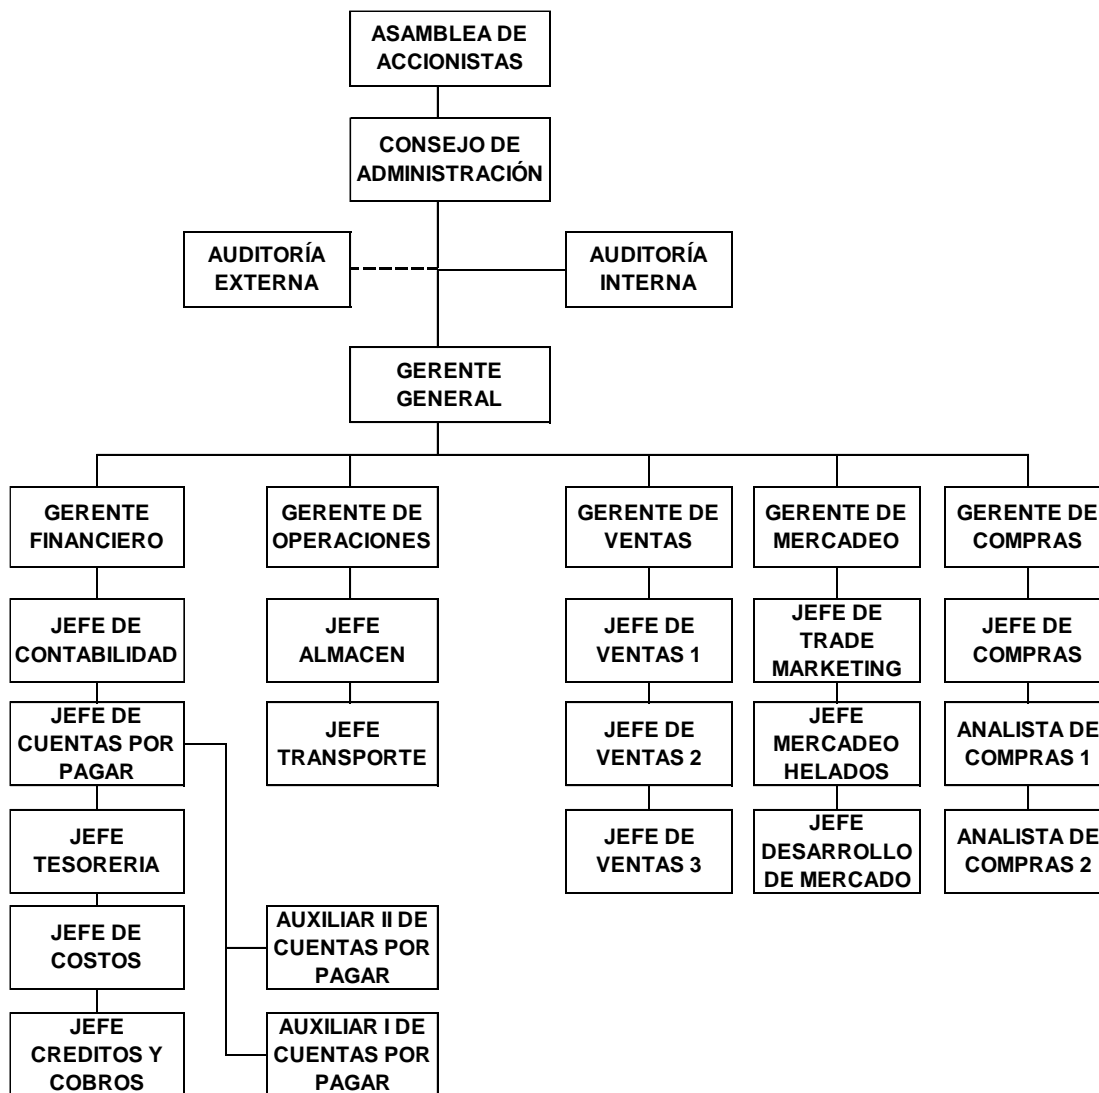 ASAMBLEA DE
ACCIONISTAS
CONSEJO DE
ADMINISTRACIÓN
AUDITORÍA
EXTERNA
AUDITORÍA
INTERNA
GERENTE
GENERAL
GERENTE
FINANCIERO
GERENTE DE
OPERACIONES
GERENTE DE
VENTAS
GERENTE DE
MERCADEO
GERENTE DE
COMPRAS
JEFE DE
CONTABILIDAD
JEFE
ALMACEN
JEFE DE
VENTAS 1
JEFE DE
TRADE
MARKETING
JEFE DE
COMPRAS
JEFE DE
CUENTAS POR
PAGAR
JEFE
TRANSPORTE
JEFE DE
VENTAS 2
JEFE
MERCADEO
HELADOS
ANALISTA DE
COMPRAS 1
JEFE
TESORERIA
JEFE DE
VENTAS 3
JEFE
DESARROLLO
DE MERCADO
ANALISTA DE
COMPRAS 2
JEFE DE
COSTOS
AUXILIAR II DE
CUENTAS POR
PAGAR
JEFE
CREDITOS Y
COBROS
AUXILIAR I DE
CUENTAS POR
PAGAR